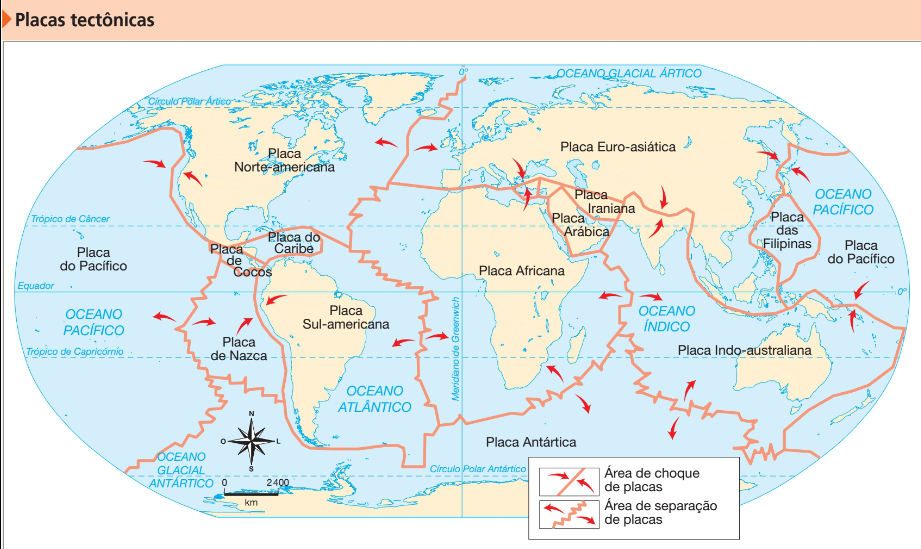 Placas tectônicas
0°
OCEANO GLACIAL ÁRTICO
Círculo Polar Ártico
Placa
Norte-americana
Placa Euro-asiática
Placa
Iraniana
OCEANO
PACÍFICO
Trópico de Câncer
Placa
Arábica
Placa
das
Filipinas
Placa do
Caribe
Placa
do Pacífico
Placa
de
Cocos
Placa
do Pacífico
Placa Africana
Equador
0°
OCEANO
PACÍFICO
Placa
Sul-americana
Meridiano de Greenwich
OCEANO
ÍNDICO
Placa
de Nazca
Trópico de Capricórnio
Placa Indo-australiana
OCEANO
ATLÂNTICO
N
O
L
S
Placa Antártica
OCEANO
GLACIAL
ANTÁRTICO
Círculo Polar Antártico
0
2400
km
Área de choque
de placas
Área de separação
de placas